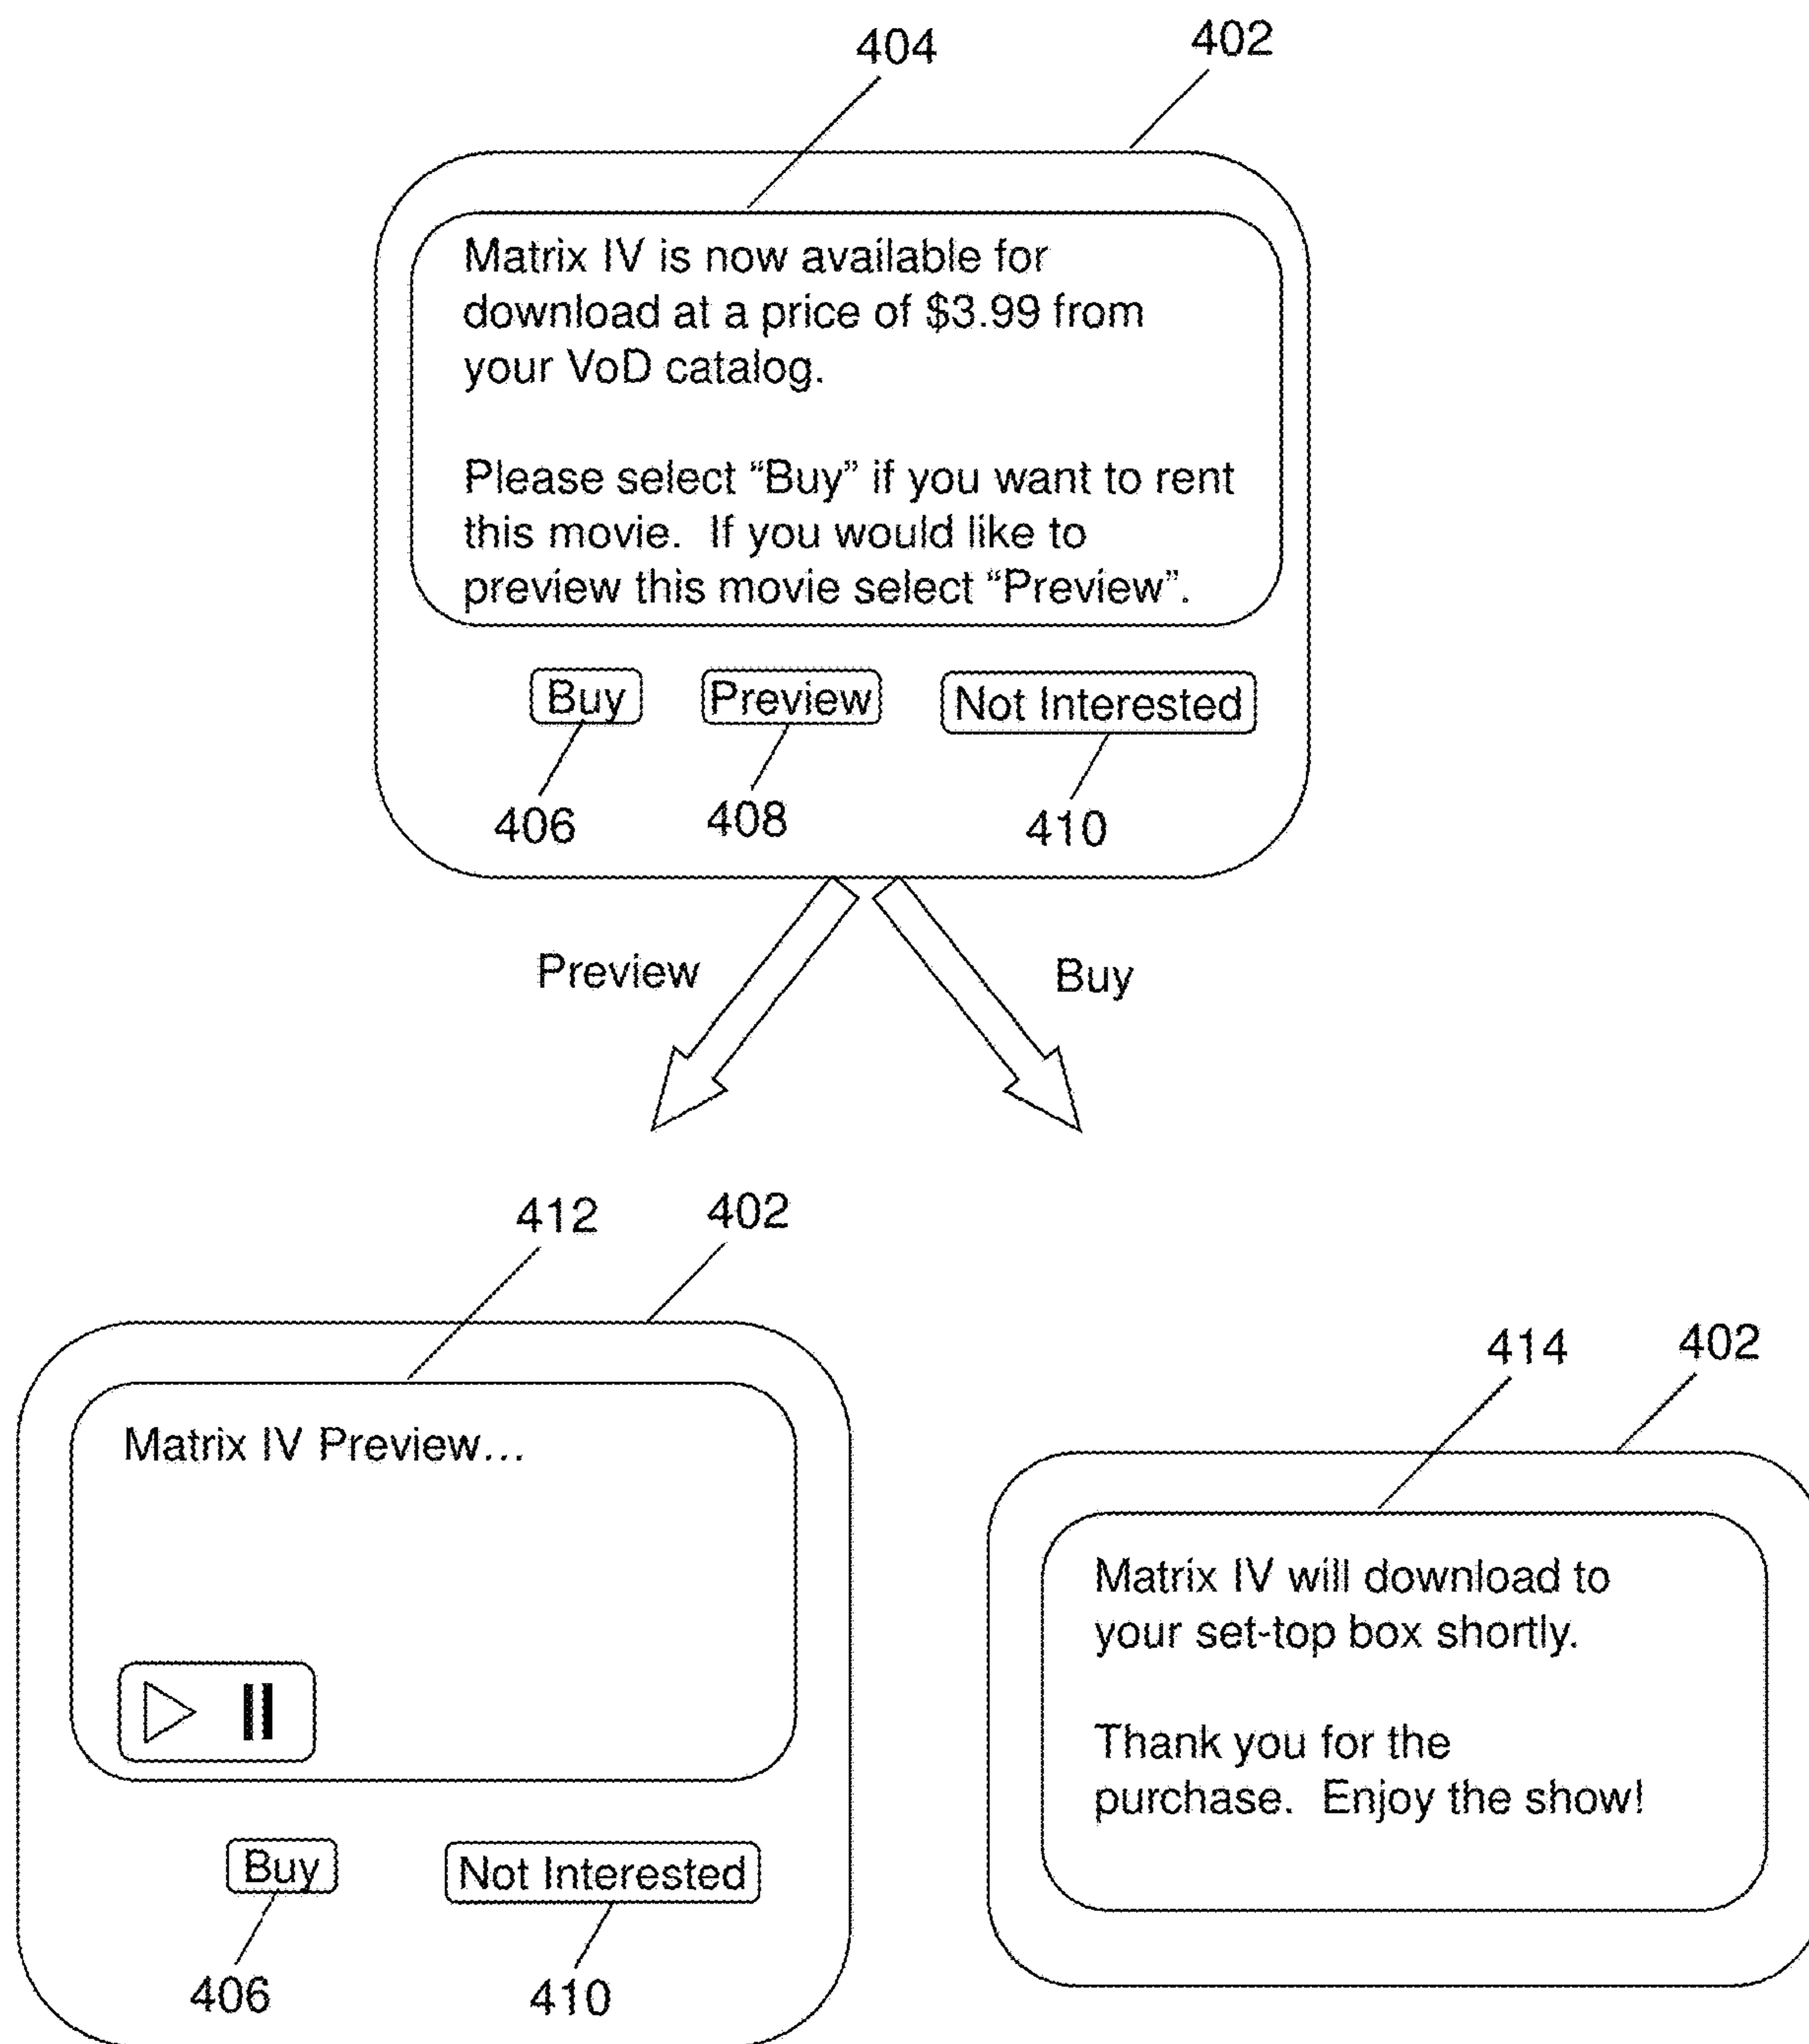 404
402
Matrix IV is now available for
download at a price of $3.99 from
your VoD catalog.
Please select “Buy” if you want to rent
this movie.  If you would like to
preview this movie select “Preview”.
Buy
Preview
Not Interested
406
408
410
Preview
Buy
412
402
Matrix IV Preview...
Buy
Not Interested
406
410
414
402
Matrix IV will download to
your set-top box shortly.
Thank you for the
purchase.  Enjoy the show!